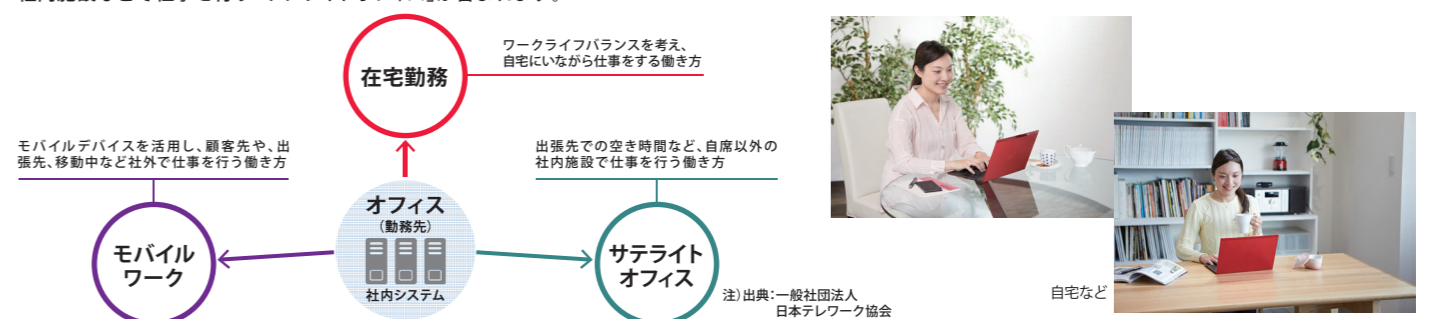 在宅勤務
ワークライフバランスを考え、
自宅にいながら仕事をする働き方
モバイルデバイスを活用し、顧客先や、出
張先、移動中など社外で仕事を行う働き方
出張先での空き時間など、自席以外の
社内施設で仕事を行う働き方
オフィス
(勤務先)
社内システム
モバイル
ワーク
サテライト
オフィス
注)出典:一般社団法人
日本テレワーク協会
自宅など